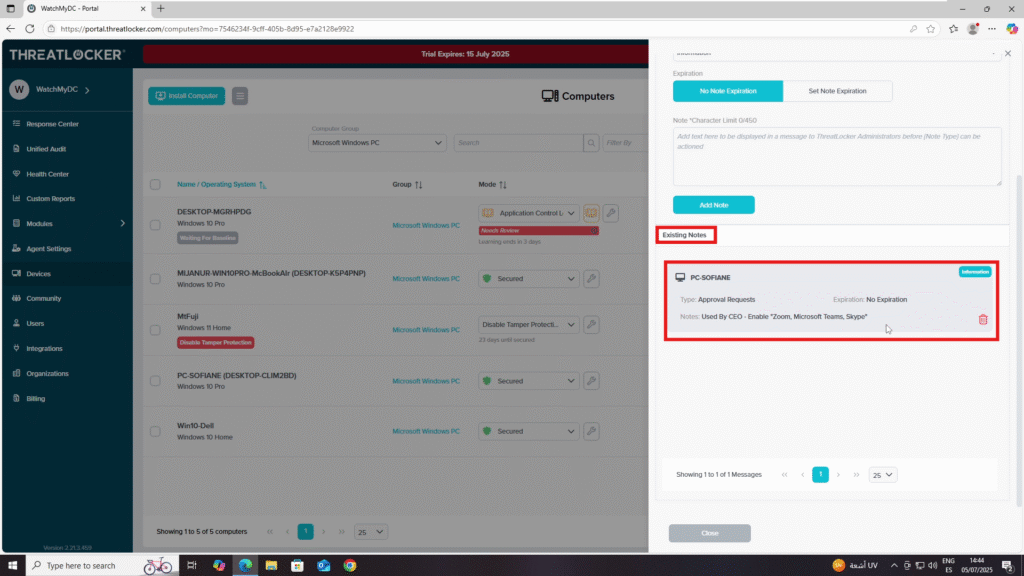 WatchMyDC - Portal
https://portal.threatlocker.com/computers?mo=7546234f-9cff-405b-8d95-e7a2128e9922
THREATLOCKER
Trial Expires: 15 July 2025
W WatchMyDC
Response Center
Unified Audit
Health Center
Custom Reports
Modules
Agent Settings
Devices
Community
Users
Integrations
Organizations
Billing
Version 2.21.3.459
Install Computer
Computers
Computer Group
Microsoft Windows PC
Search
Filter By
Name / Operating System
Group
Mode
DESKTOP-MGRHPDG
Windows 10 Pro
Waiting For Baseline
Microsoft Windows PC
Application Control L
Needs Review
Learning ends in 3 days
MIJANUR-WIN10PRO-McBookAir (DESKTOP-K5P4PNP)
Windows 10 Pro
Microsoft Windows PC
Secured
MtFuji
Windows 11 Home
Disable Tamper Protection
Microsoft Windows PC
Disable Tamper Protecti...
23 days until secured
PC-SOFIANE (DESKTOP-CLIM2BD)
Windows 10 Pro
Microsoft Windows PC
Secured
Win10-Dell
Windows 10 Home
Microsoft Windows PC
Secured
Showing 1 to 5 of 5 computers
1
25
Expiration
No Note Expiration
Set Note Expiration
Note *Character Limit 0/450
Add text here to be displayed in a message to ThreatLocker Administrators before (Note Type) can be
actioned
Add Note
Existing Notes
PC-SOFIANE
Information
Type: Approval Requests
Expiration: No Expiration
Notes: Used By CEO - Enable "Zoom, Microsoft Teams, Skype"
Showing 1 to 1 of 1 Messages
1
25
Close
Type here to search
أشعة UV
ENG
ES
14:44
05/07/2025